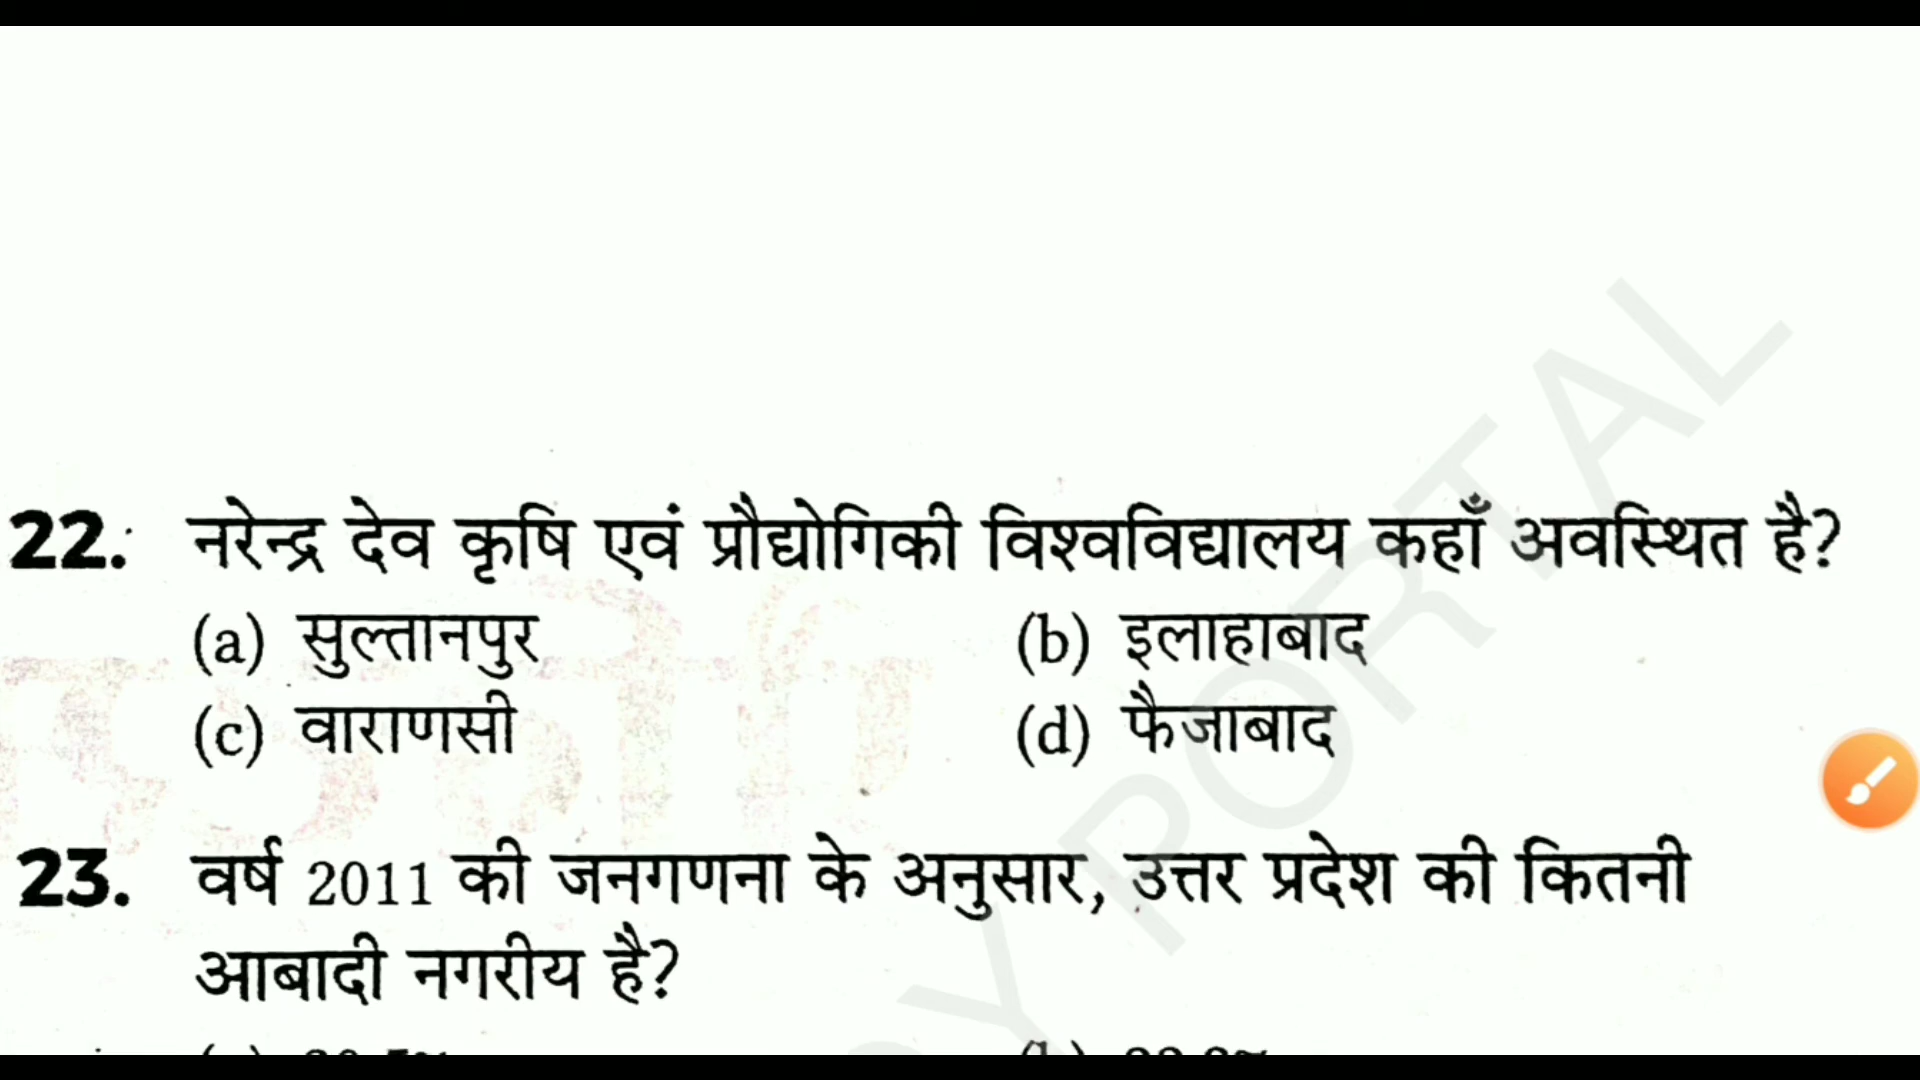 22. नरेन्द्र देव कृषि एवं प्रौद्योगिकी विश्वविद्यालय कहाँ अवस्थित है?
(a) सुल्तानपुर (b) इलाहाबाद
(c) वाराणसी (d) फैजाबाद
23. वर्ष 2011 की जनगणना के अनुसार, उत्तर प्रदेश की कितनी
आबादी नगरीय है?
PORTAL